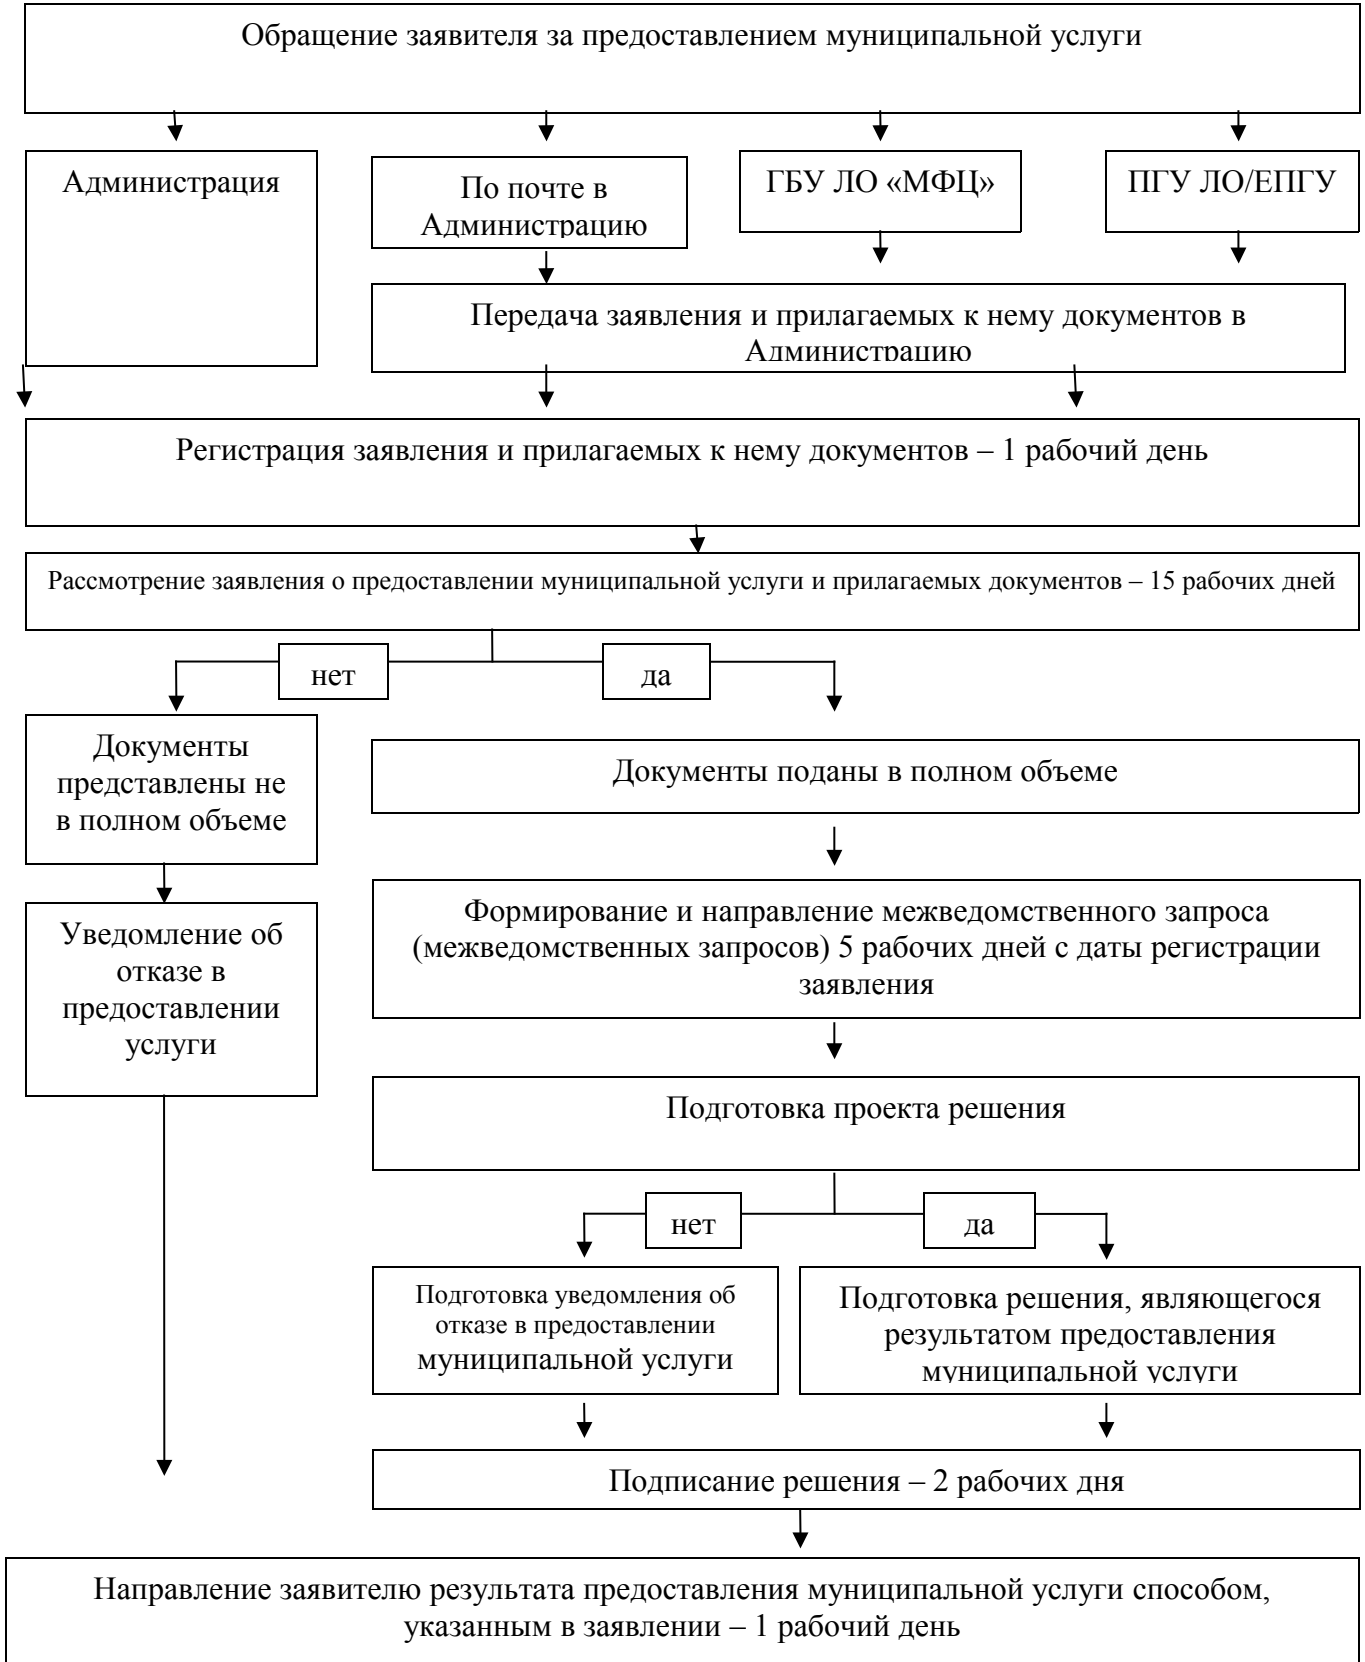 Обращение заявителя за предоставлением муниципальной услуги
Администрация
По почте в
Администрацию
ГБУ ЛО «МФЦ»
ПГУ ЛО/ЕПГУ
Передача заявления и прилагаемых к нему документов в
Администрацию
Регистрация заявления и прилагаемых к нему документов – 1 рабочий день
Рассмотрение заявления о предоставлении муниципальной услуги и прилагаемых документов – 15 рабочих дней
нет
да
Документы
представлены не
в полном объеме
Документы поданы в полном объеме
Уведомление об
отказе в
предоставлении
услуги
Формирование и направление межведомственного запроса
(межведомственных запросов) 5 рабочих дней с даты регистрации
заявления
Подготовка проекта решения
нет
да
Подготовка уведомления об
отказе в предоставлении
муниципальной услуги
Подготовка решения, являющегося
результатом предоставления
муниципальной услуги
Подписание решения – 2 рабочих дня
Направление заявителю результата предоставления муниципальной услуги способом,
указанным в заявлении – 1 рабочий день